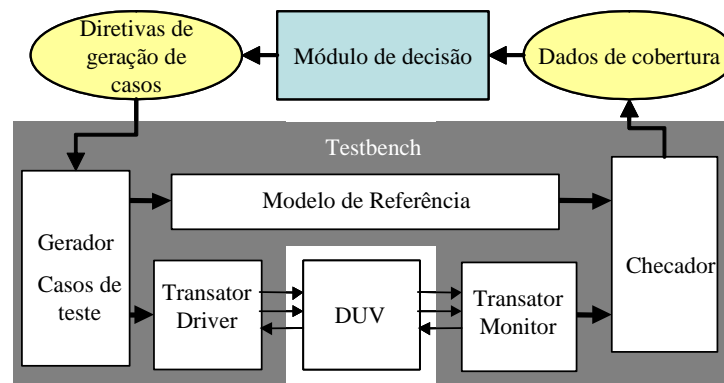 Diretivas de
geração de
casos
Módulo de decisão
Dados de cobertura
Testbench
Modelo de Referência
Gerador
Casos de
teste
Transator
Driver
DUV
Transator
Monitor
Checador